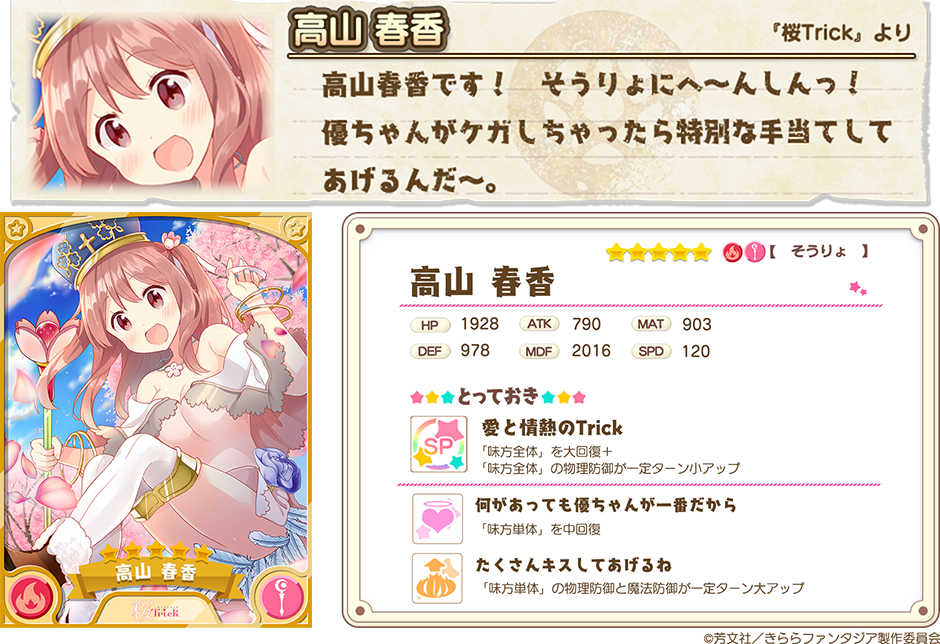 高山 春香
『桜Trick』より
高山春香です！　そうりょにへ～んしんっ！
優ちゃんがケガしちゃったら特別な手当てして
あげるんだ～。
【 そうりょ 】
高山 春香
HP 1928 ATK 790 MAT 903
DEF 978 MDF 2016 SPD 120
とっておき
SP
愛と情熱のTrick
「味方全体」を大回復＋
「味方全体」の物理防御が一定ターン小アップ
何があっても優ちゃんが一番だから
「味方単体」を中回復
たくさんキスしてあげるね
「味方単体」の物理防御と魔法防御が一定ターン大アップ
高山 春香
桜Trick
©芳文社／きららファンタジア製作委員会